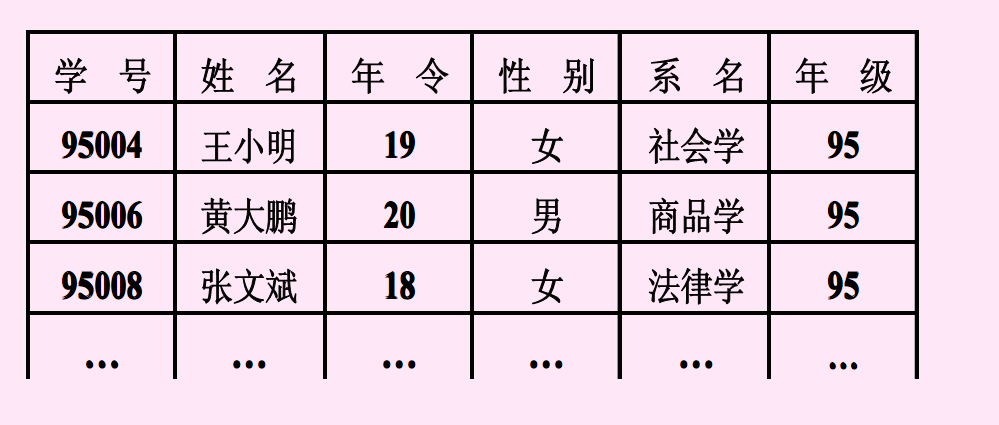 学 号 姓 名 年 令 性 别 系 名 年 级
95004 王小明 19 女 社会学 95
95006 黄大鹏 20 男 商品学 95
95008 张文斌 18 女 法律学 95
… … … … … …